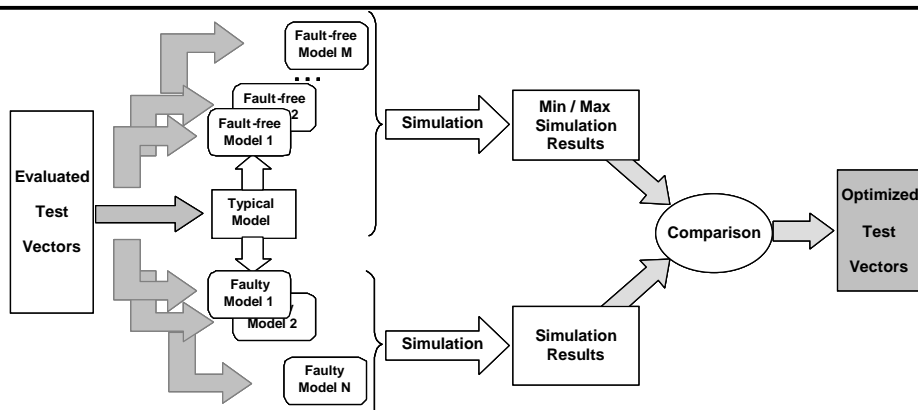 Fault-free
Model M
...
Fault-free
2
Fault-free
Model 1
Evaluated
Test
Vectors
Typical
Model
Faulty
Model 1
Model 2
Faulty
Model N
Simulation
Min / Max
Simulation
Results
Simulation
Simulation
Results
Comparison
Optimized
Test
Vectors